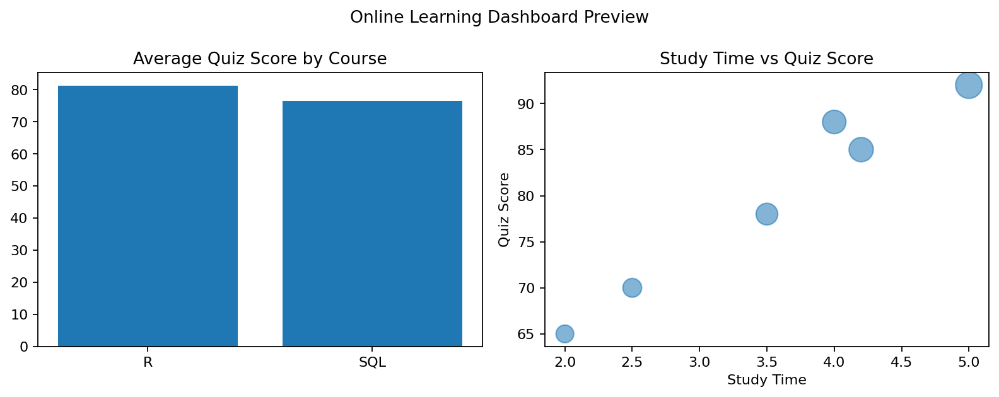 Online Learning Dashboard Preview
Average Quiz Score by Course
80
70
60
50
40
30
20
10
0
R SQL
Study Time vs Quiz Score
Quiz Score
90
85
80
75
70
65
2.0 2.5 3.0 3.5 4.0 4.5 5.0
Study Time